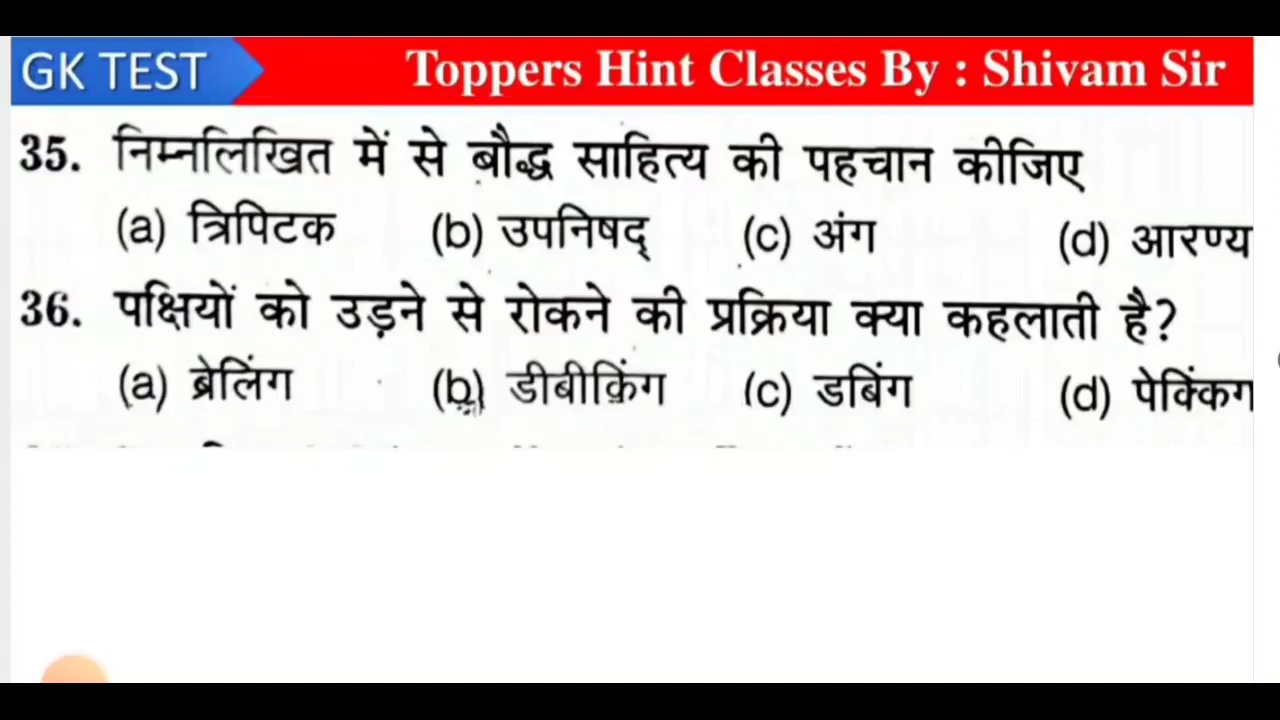 GK TEST
Toppers Hint Classes By : Shivam Sir
35. निम्नलिखित में से बौद्ध साहित्य की पहचान कीजिए
(a) त्रिपिटक (b) उपनिषद् (c) अंग (d) आरण्य
36. पक्षियों को उड़ने से रोकने की प्रक्रिया क्या कहलाती है?
(a) ब्रेलिंग (b) डीबीकिंग (c) डबिंग (d) पेक्किंग